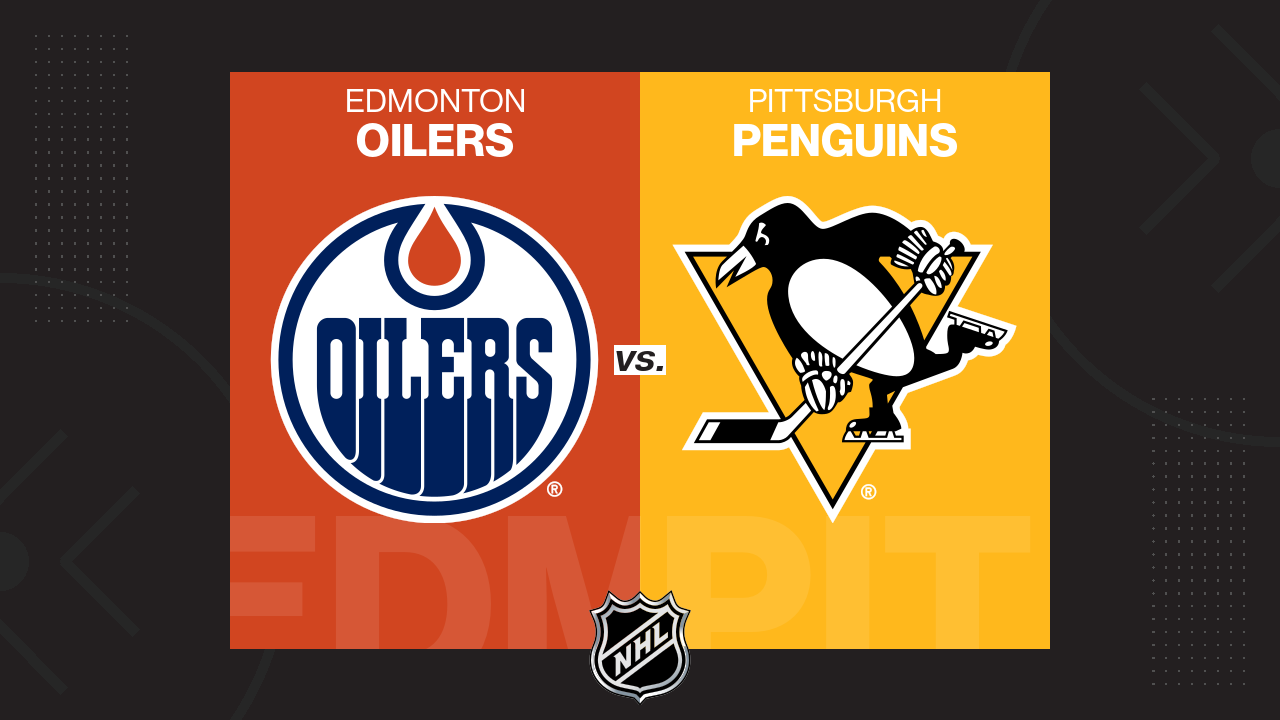 EDMONTON
OILERS
PITTSBURGH
PENGUINS
OILERS
®
vs.
®
EDM
PIT
NHL